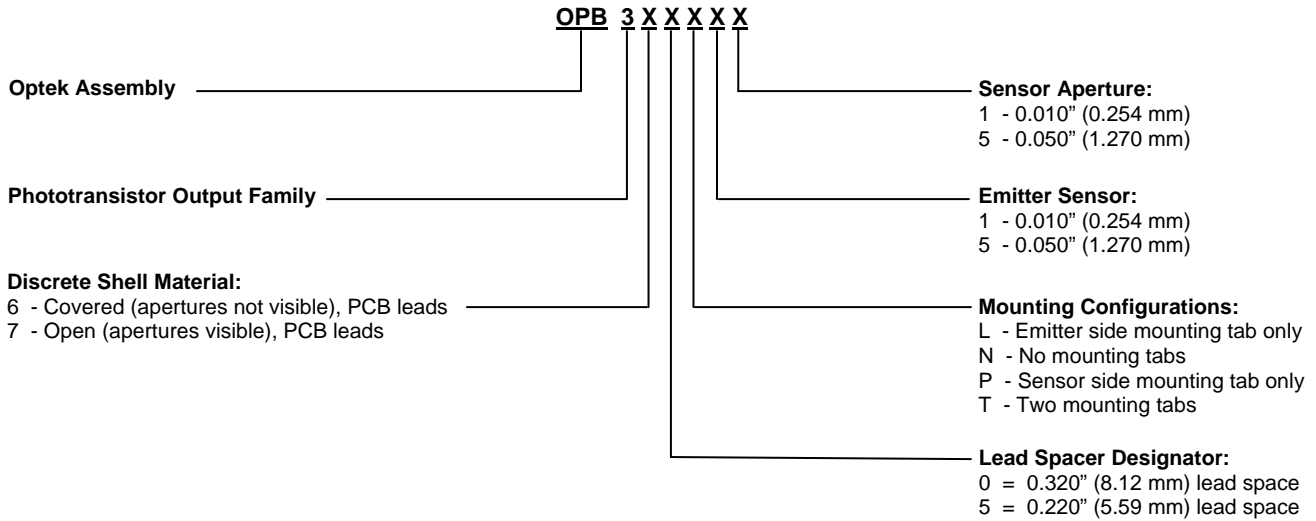 OPB 3 X X X X X
Optek Assembly
Phototransistor Output Family
Discrete Shell Material:
6 - Covered (apertures not visible), PCB leads
7 - Open (apertures visible), PCB leads
Sensor Aperture:
1 - 0.010” (0.254 mm)
5 - 0.050” (1.270 mm)
Emitter Sensor:
1 - 0.010” (0.254 mm)
5 - 0.050” (1.270 mm)
Mounting Configurations:
L - Emitter side mounting tab only
N - No mounting tabs
P - Sensor side mounting tab only
T - Two mounting tabs
Lead Spacer Designator:
0 = 0.320” (8.12 mm) lead space
5 = 0.220” (5.59 mm) lead space